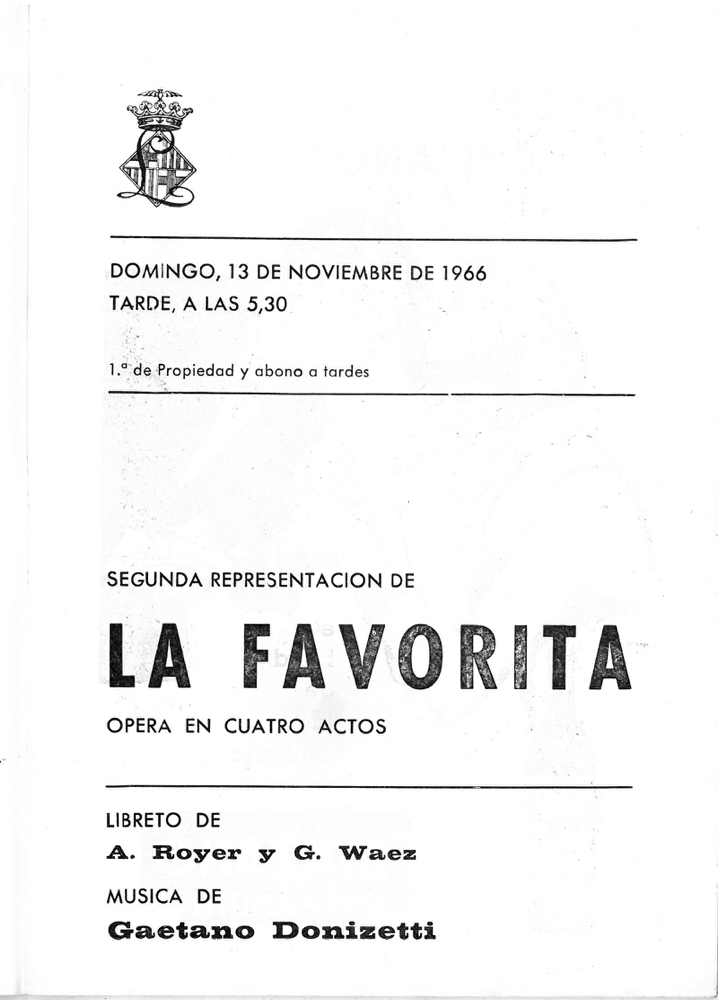 DOMINGO, 13 DE NOVIEMBRE DE 1966
TARDE, A LAS 5,30
1.ª de Propiedad y abono a tardes
SEGUNDA REPRESENTACION DE
LA FAVORITA
OPERA EN CUATRO ACTOS
LIBRETO DE
A. Royer y G. Waez
MUSICA DE
Gaetano Donizetti